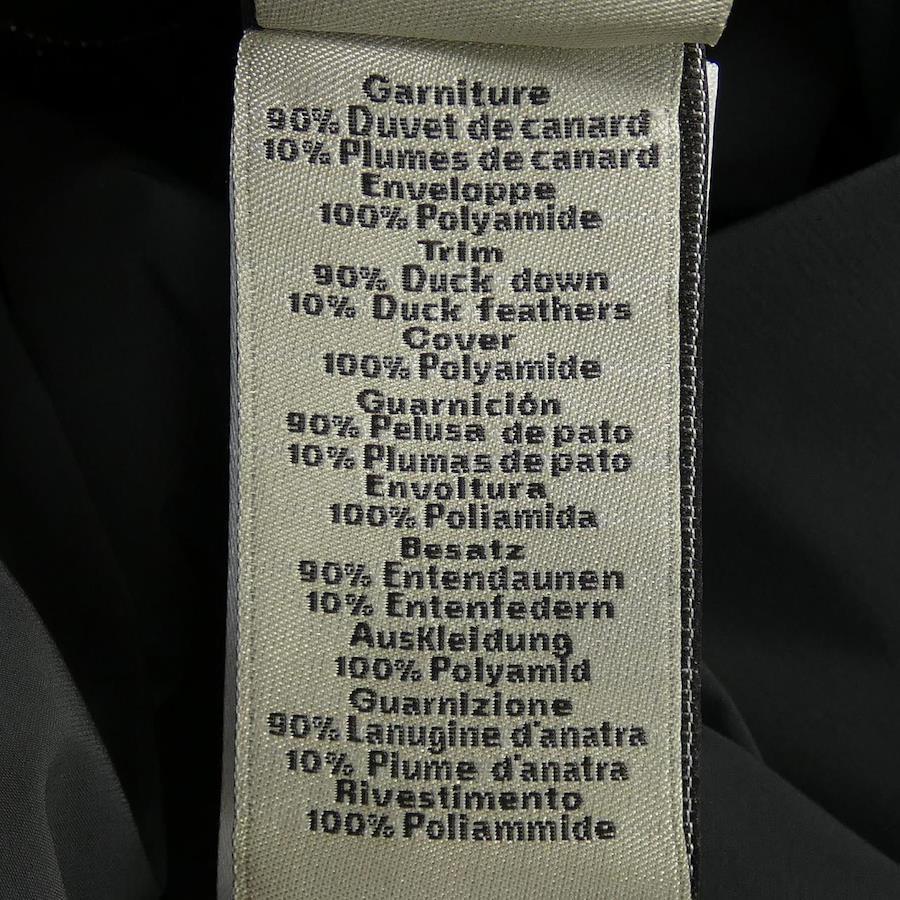 Garniture
90% Duvet de canard
10% Plumes de canard
Enveloppe
100% Polyamide
Trim
90% Duck down
10% Duck feathers
Cover
100% Polyamide
Guarnición
90% Pelusa de pato
10% Plumas de pato
Envoltura
100% Poliamida
Besatz
90% Entendaunen
10% Entenfedern
AusKleidung
100% Polyamid
Guarnizione
90% Lanugine d'anatra
10% Piume d'anatra
Rivestimento
100% Poliammide